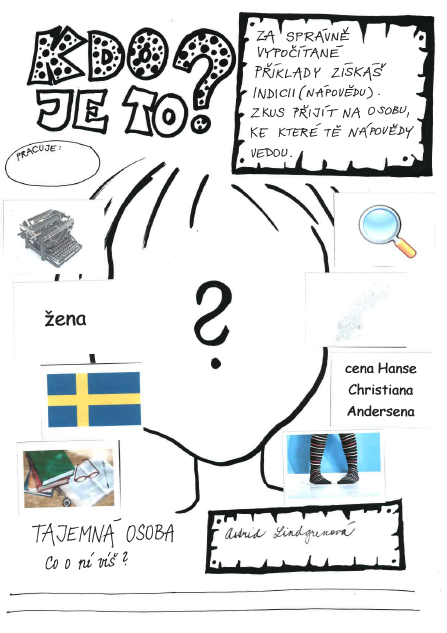 KDO?
JE TO?
ZA SPRÁVNĚ
VYPOČÍTANÉ
PŘÍKLADY ZÍSKÁŠ
INDICII (NÁPOVĚDU).
ZKUS PŘIJÍT NA OSOBU,
KE KTERÉ TĚ NÁPOVĚDY
VEDOU.
PRACUJE:
?
žena
cena Hanse
Christiana
Andersena
TAJEMNÁ OSOBA
Co o ní víš?
Astrid Lindgrenová